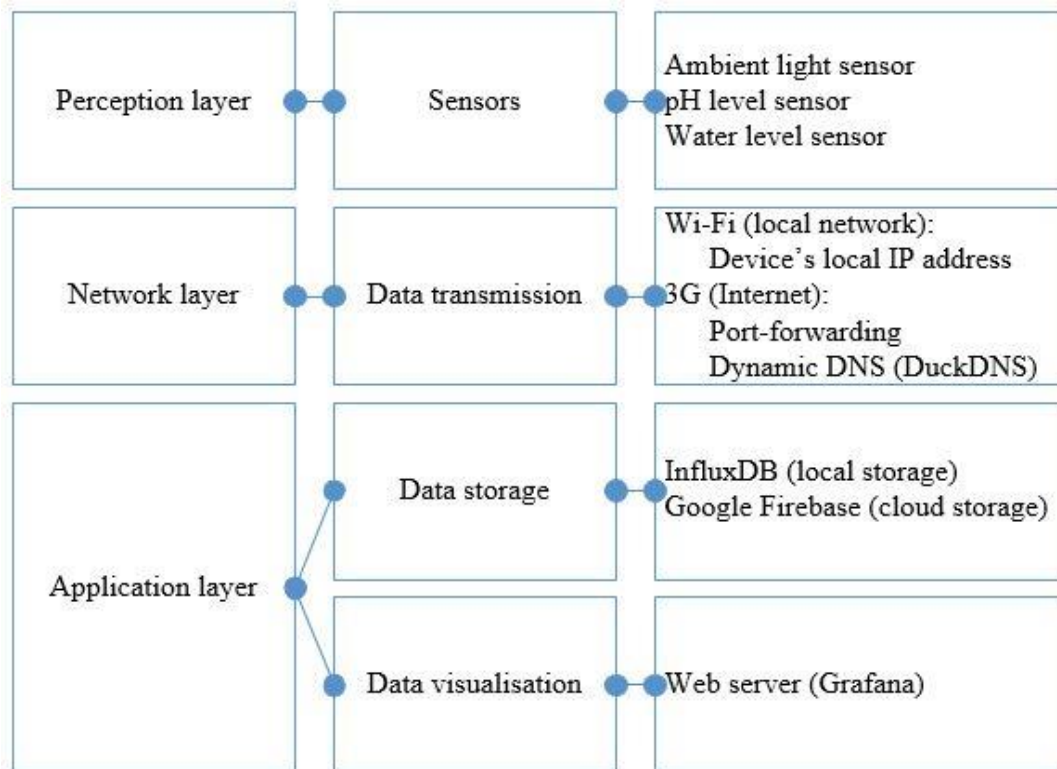 Perception layer
Sensors
Ambient light sensor
pH level sensor
Water level sensor
Network layer
Data transmission
Wi-Fi (local network):
Device’s local IP address
3G (Internet):
Port-forwarding
Dynamic DNS (DuckDNS)
Application layer
Data storage
InfluxDB (local storage)
Google Firebase (cloud storage)
Data visualisation
Web server (Grafana)